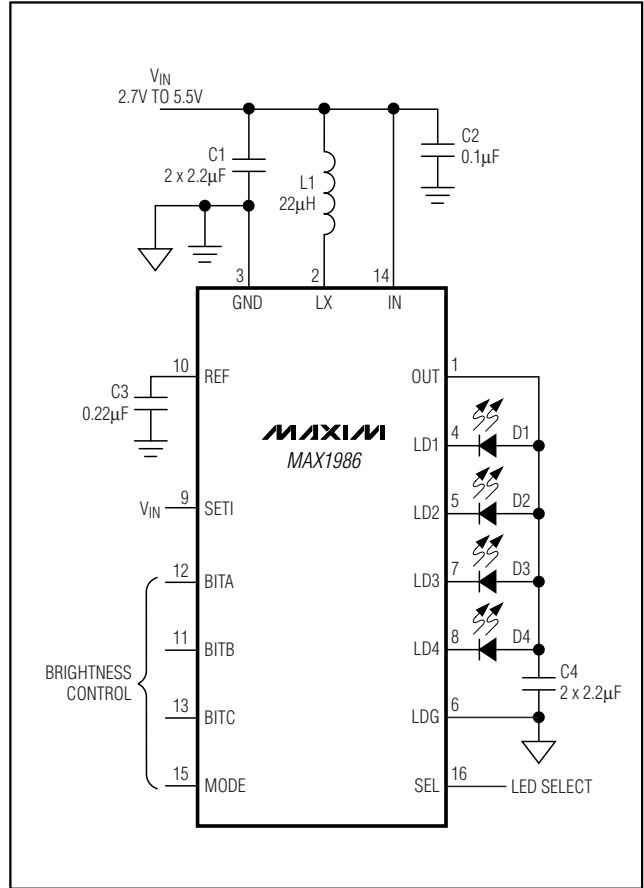 VIN
2.7V TO 5.5V
C1
2 x 2.2µF
L1
22µH
C2
0.1µF
3
2
14
GND
LX
IN
10
REF
C3
0.22µF
1
OUT
MAXIM
MAX1986
4
LD1
D1
VIN
9
SETI
5
LD2
D2
12
BITA
7
LD3
D3
11
BITB
8
LD4
D4
BRIGHTNESS
CONTROL
C4
2 x 2.2µF
13
BITC
6
LDG
15
MODE
16
SEL
LED SELECT